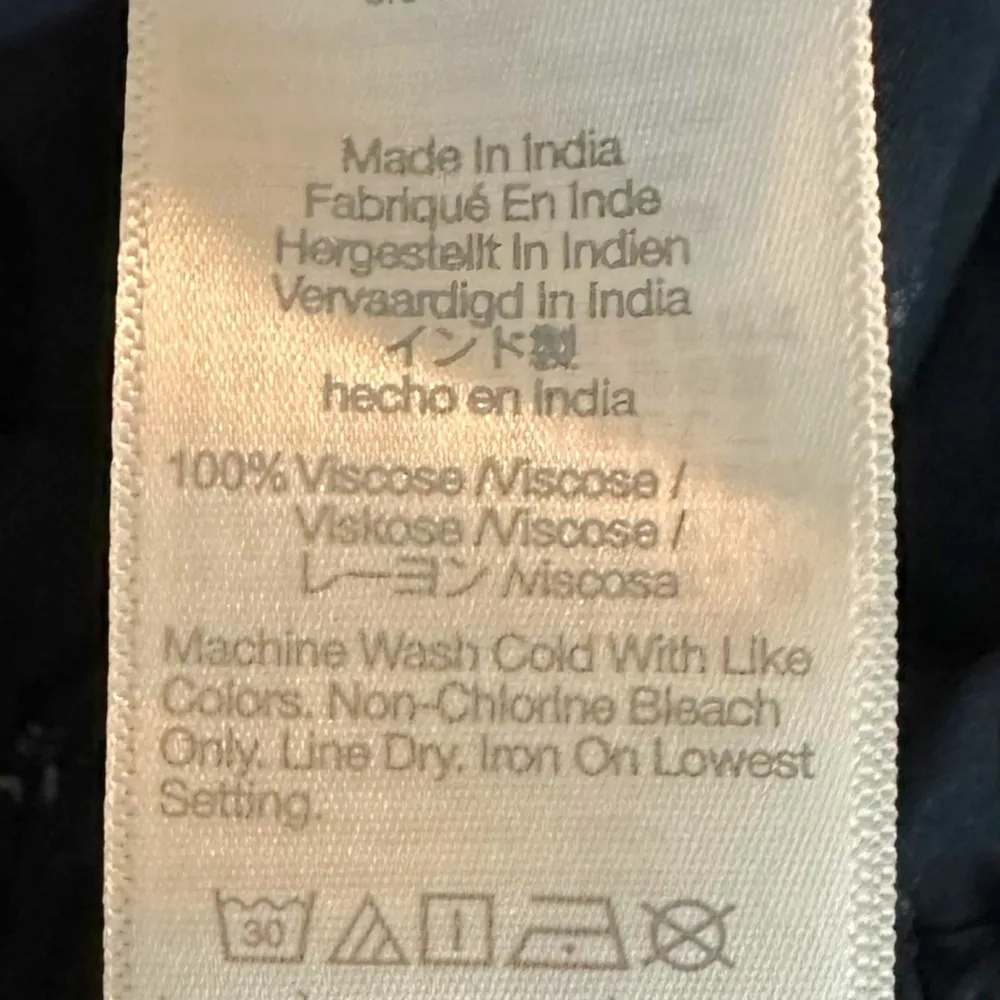 Made In India
Fabriqué En Inde
Hergestellt In Indien
Vervaardigd In India
インド製
hecho en India
100% Viscose /Viscose /
Viskose /Viscose /
レーヨン /viscosa
Machine Wash Cold With Like
Colors. Non-Chlorine Bleach
Only. Line Dry. Iron On Lowest
Setting.
30